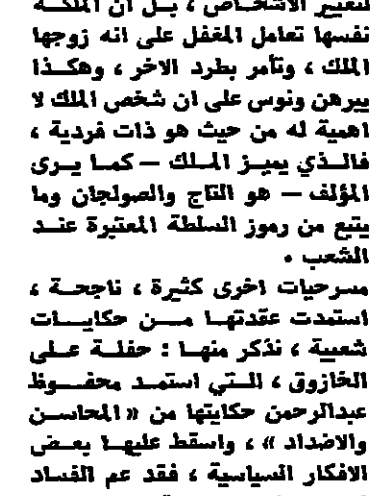 لتغيير الاشخاص ، بل ان الملكة
نفسها تعامل المغفل على انه زوجها
الملك ، وتأمر بطرد الاخر ، وهكذا
يبرهن ونوس على ان شخص الملك لا
اهمية له من حيث هو ذات فردية ،
فالذي يميز الملك — كما يرى
المؤلف — هو التاج والصولجان وما
يتبع من رموز السلطة المعتبرة عند
الشعب .
مسرحيات اخرى كثيرة ، ناجحة ،
استمدت عقدتها من حكايات
شعبية ، نذكر منها : حفلة على
الخازوق ، التي استمد محفوظ
عبدالرحمن حكايتها من « المحاسن
والاضداد » ، واسقط عليها بعض
الافكار السياسية ، فقد عم الفساد